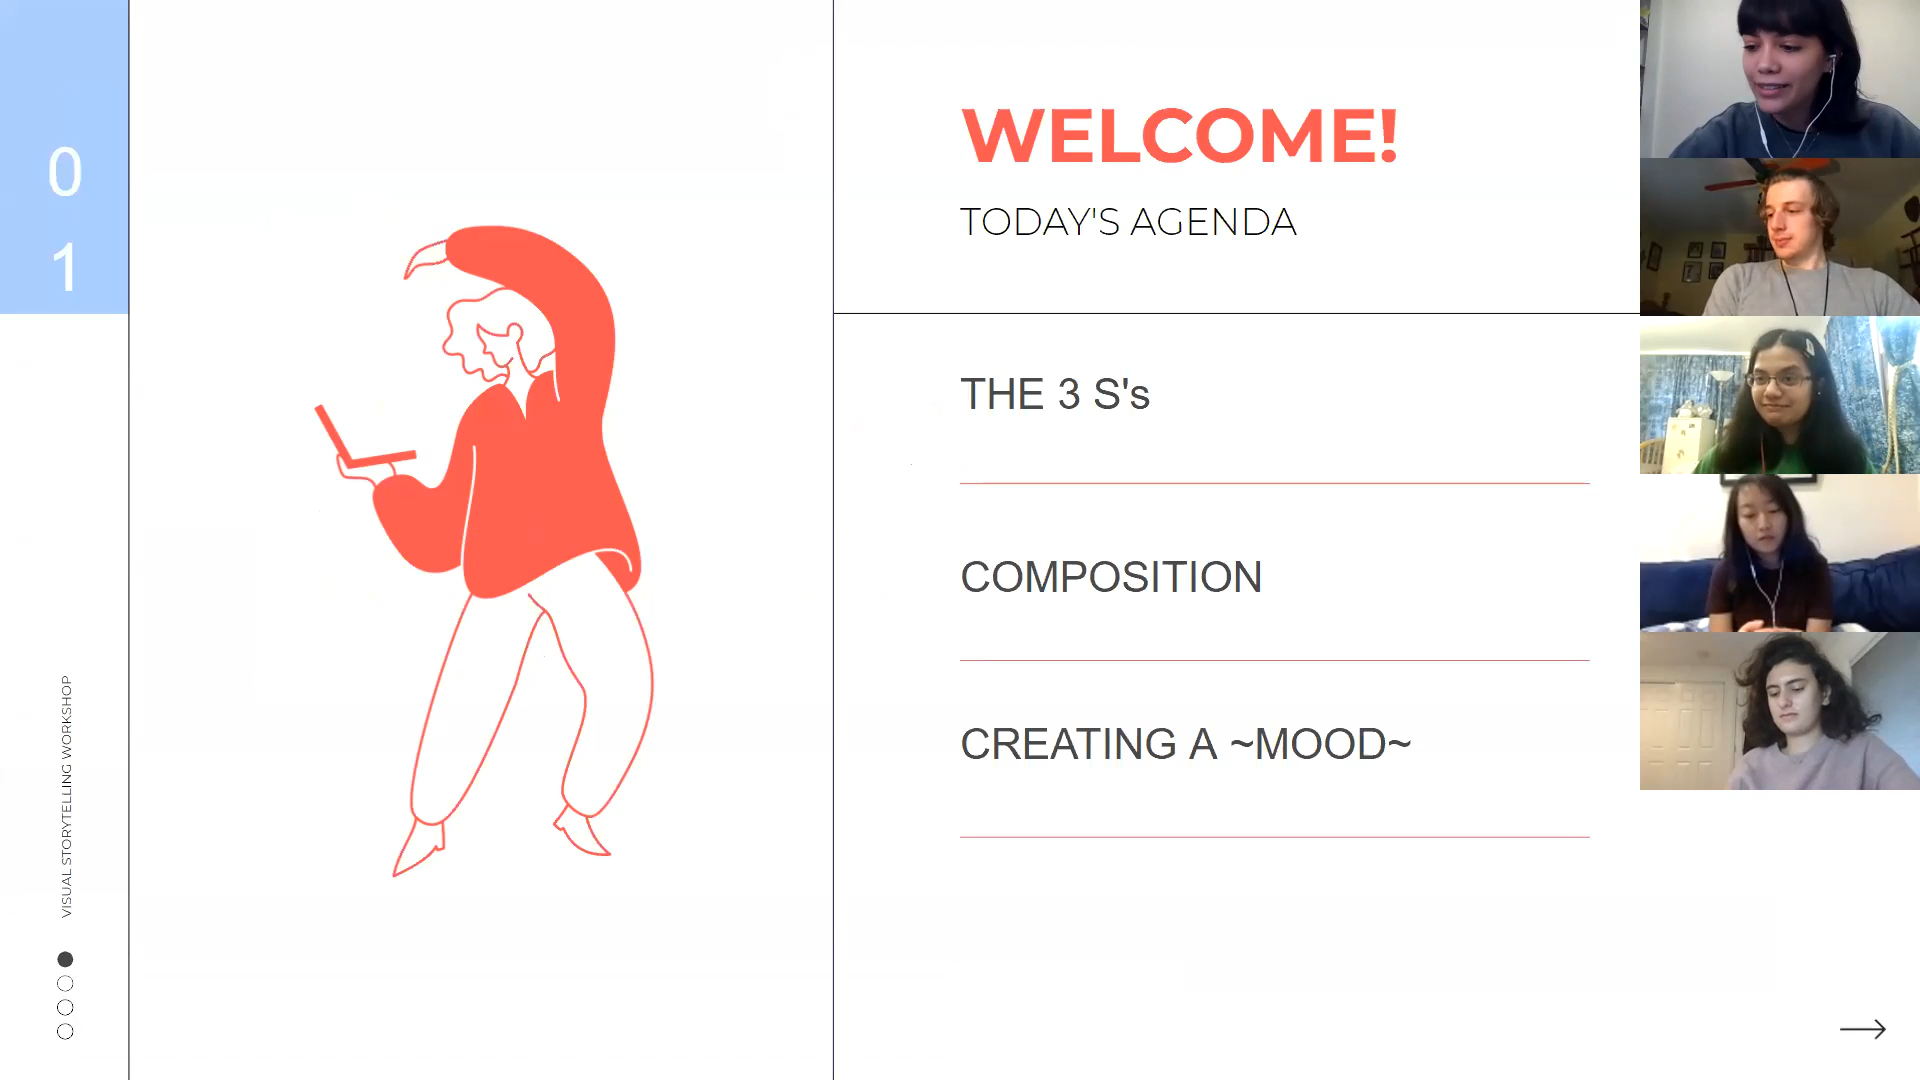 0
1
VISUAL STORYTELLING WORKSHOP
WELCOME!
TODAY'S AGENDA
THE 3 S's
COMPOSITION
CREATING A ~MOOD~